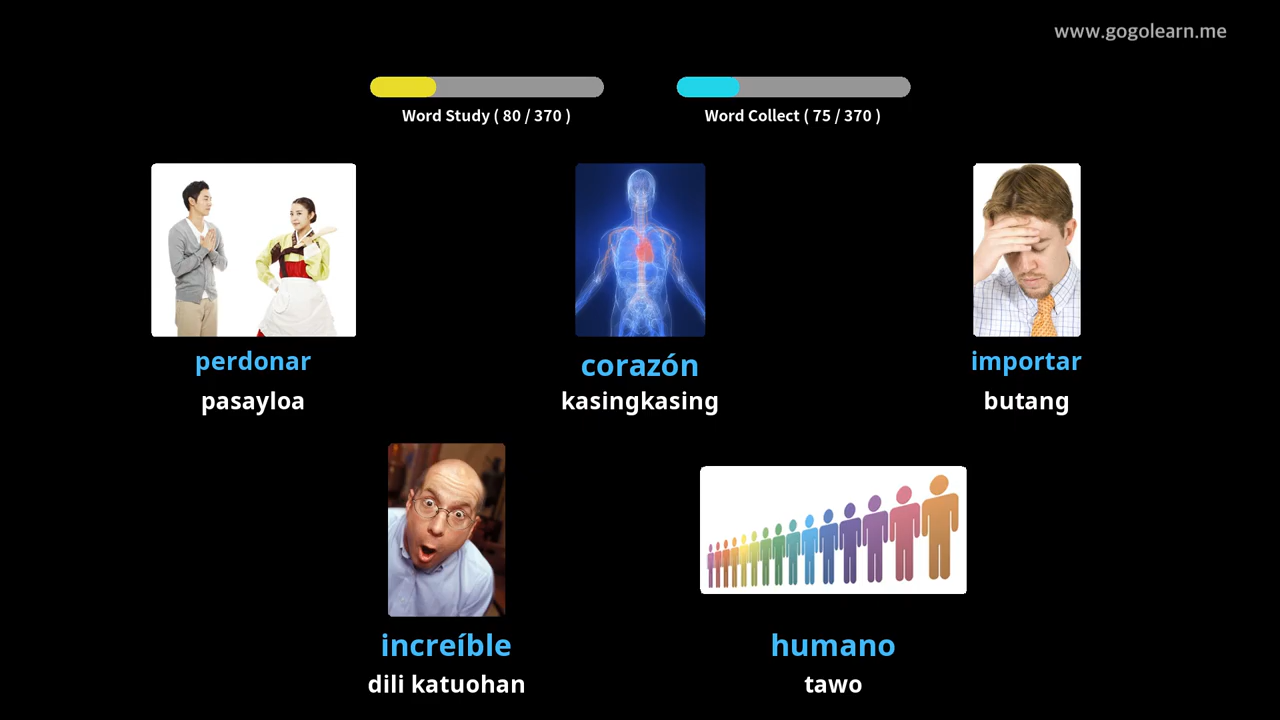 www.gogolearn.me
Word Study ( 80 / 370 )
Word Collect ( 75 / 370 )
perdonar
pasayloa
corazón
kasingkasing
importar
butang
increíble
dili katuohan
humano
tawo